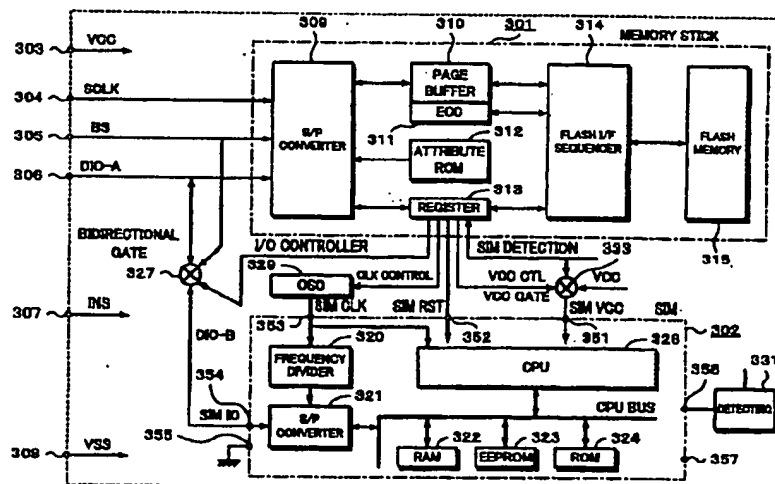 309
310
301
314
303
VCC
MEMORY STICK
304
SCLK
PAGE
BUFFER
ECC
305
BS
S/P
CONVERTER
311
312
FLASH I/F
SEQUENCER
FLASH
MEMORY
306
DIO-A
ATTRIBUTE
ROM
313
REGISTER
BIDIRECTIONAL
GATE
I/O CONTROLLER
SIM DETECTION
333
315
327
329
OSC
CLK CONTROL
VCC CTL
VCC GATE
VCC
307
INS
SIM CLK
SIM RST
SIM VCC
SIM
302
353
352
351
DIO-B
320
328
FREQUENCY
DIVIDER
CPU
356
331
354
321
DETECTING
SIM IO
S/P
CONVERTER
CPU BUS
355
322
323
324
RAM
EEPROM
ROM
357
VSS